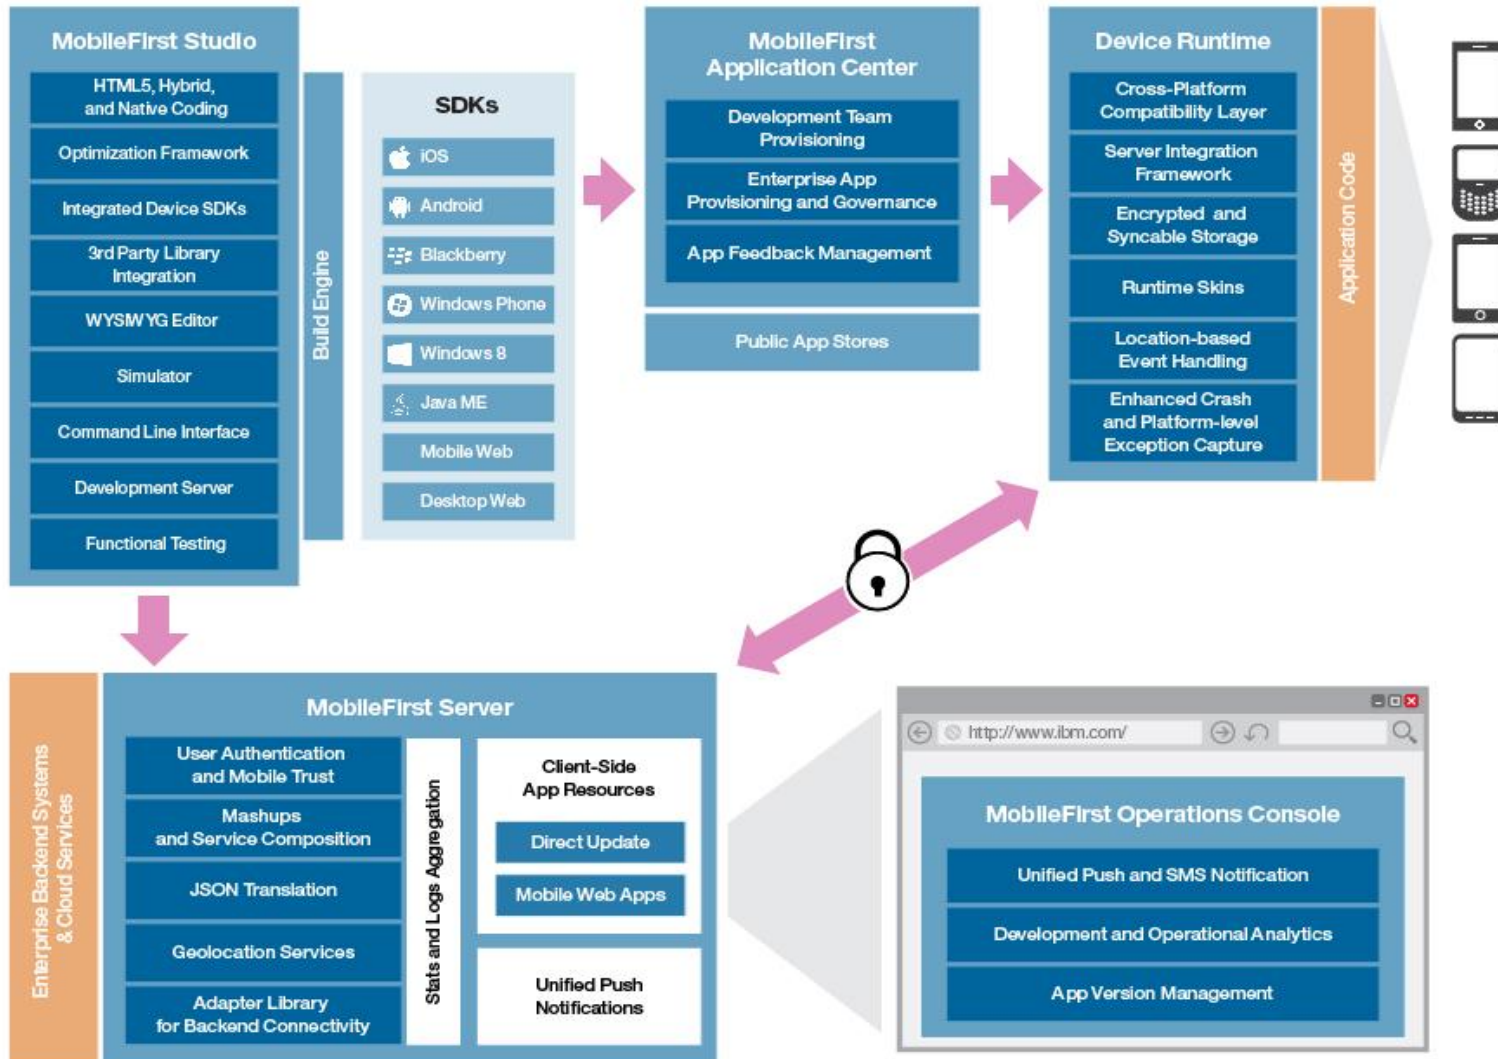 MobileFirst Studio
HTML5, Hybrid,
and Native Coding
Optimization Framework
Integrated Device SDKs
3rd Party Library
Integration
WYSIWYG Editor
Simulator
Command Line Interface
Development Server
Functional Testing
Build Engine
SDKs
iOS
Android
Blackberry
Windows Phone
Windows 8
Java ME
Mobile Web
Desktop Web
MobileFirst
Application Center
Development Team
Provisioning
Enterprise App
Provisioning and Governance
App Feedback Management
Public App Stores
Device Runtime
Cross-Platform
Compatibility Layer
Server Integration
Framework
Encrypted and
Syncable Storage
Runtime Skins
Location-based
Event Handling
Enhanced Crash
and Platform-level
Exception Capture
Application Code
Enterprise Backend Systems
& Cloud Services
MobileFirst Server
User Authentication
and Mobile Trust
Mashups
and Service Composition
JSON Translation
Geolocation Services
Adapter Library
for Backend Connectivity
Stats and Logs Aggregation
Client-Side
App Resources
Direct Update
Mobile Web Apps
Unified Push
Notifications
http://www.ibm.com/
MobileFirst Operations Console
Unified Push and SMS Notification
Development and Operational Analytics
App Version Management